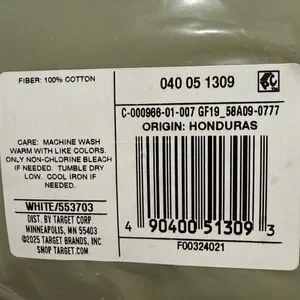 FIBER: 100% COTTON
040 05 1309
C-000966-01-007 GF19_58A09-0777
ORIGIN: HONDURAS
CARE: MACHINE WASH
WARM WITH LIKE COLORS.
ONLY NON-CHLORINE BLEACH
IF NEEDED. TUMBLE DRY
LOW. COOL IRON IF
NEEDED.
WHITE/553703
DIST. BY TARGET CORP
MINNEAPOLIS, MN 55403
©2025 TARGET BRANDS, INC
SHOP TARGET.COM
4 90400 51309 3
F00324021